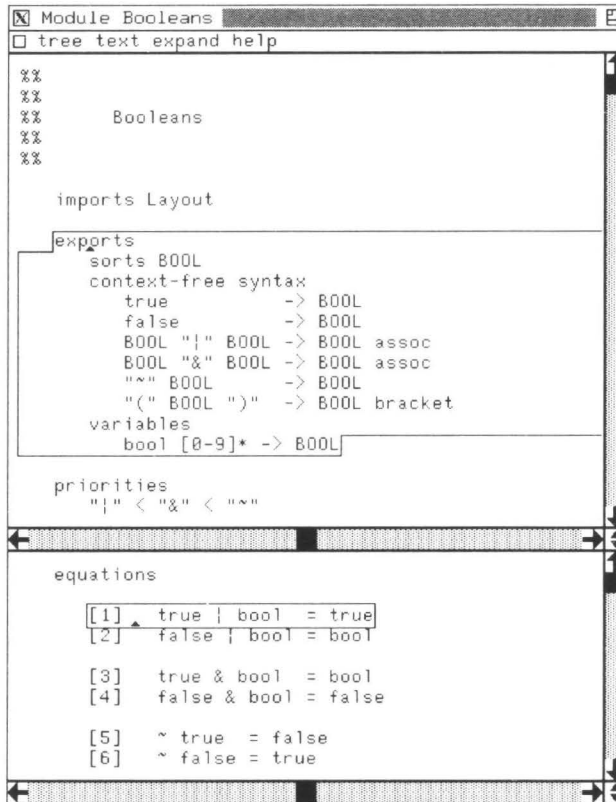 Module Booleans
tree text expand help
%%
%%
%% Booleans
%%
%%
imports Layout
exports
sorts BOOL
context-free syntax
true -> BOOL
false -> BOOL
BOOL "¦" BOOL -> BOOL assoc
BOOL "&" BOOL -> BOOL assoc
"~" BOOL -> BOOL
"(" BOOL ")" -> BOOL bracket
variables
bool [0-9]* -> BOOL
priorities
"¦" < "&" < "~"
equations
[1] true ¦ bool = true
[2] false ¦ bool = bool
[3] true & bool = bool
[4] false & bool = false
[5] ~ true = false
[6] ~ false = true